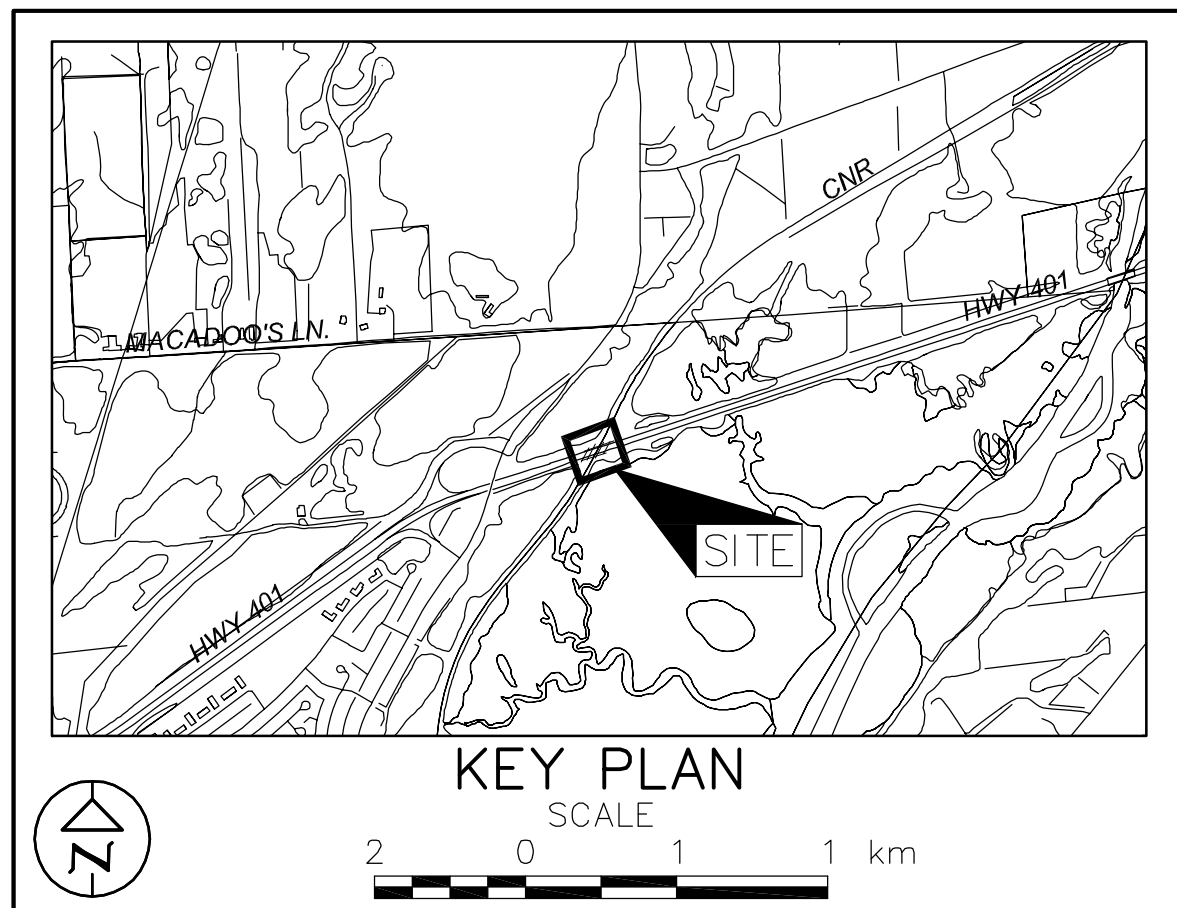 CNR
HWY 401
MACADOO'S LN.
SITE
HWY 401
KEY PLAN
SCALE
2 0 1 1 km
N